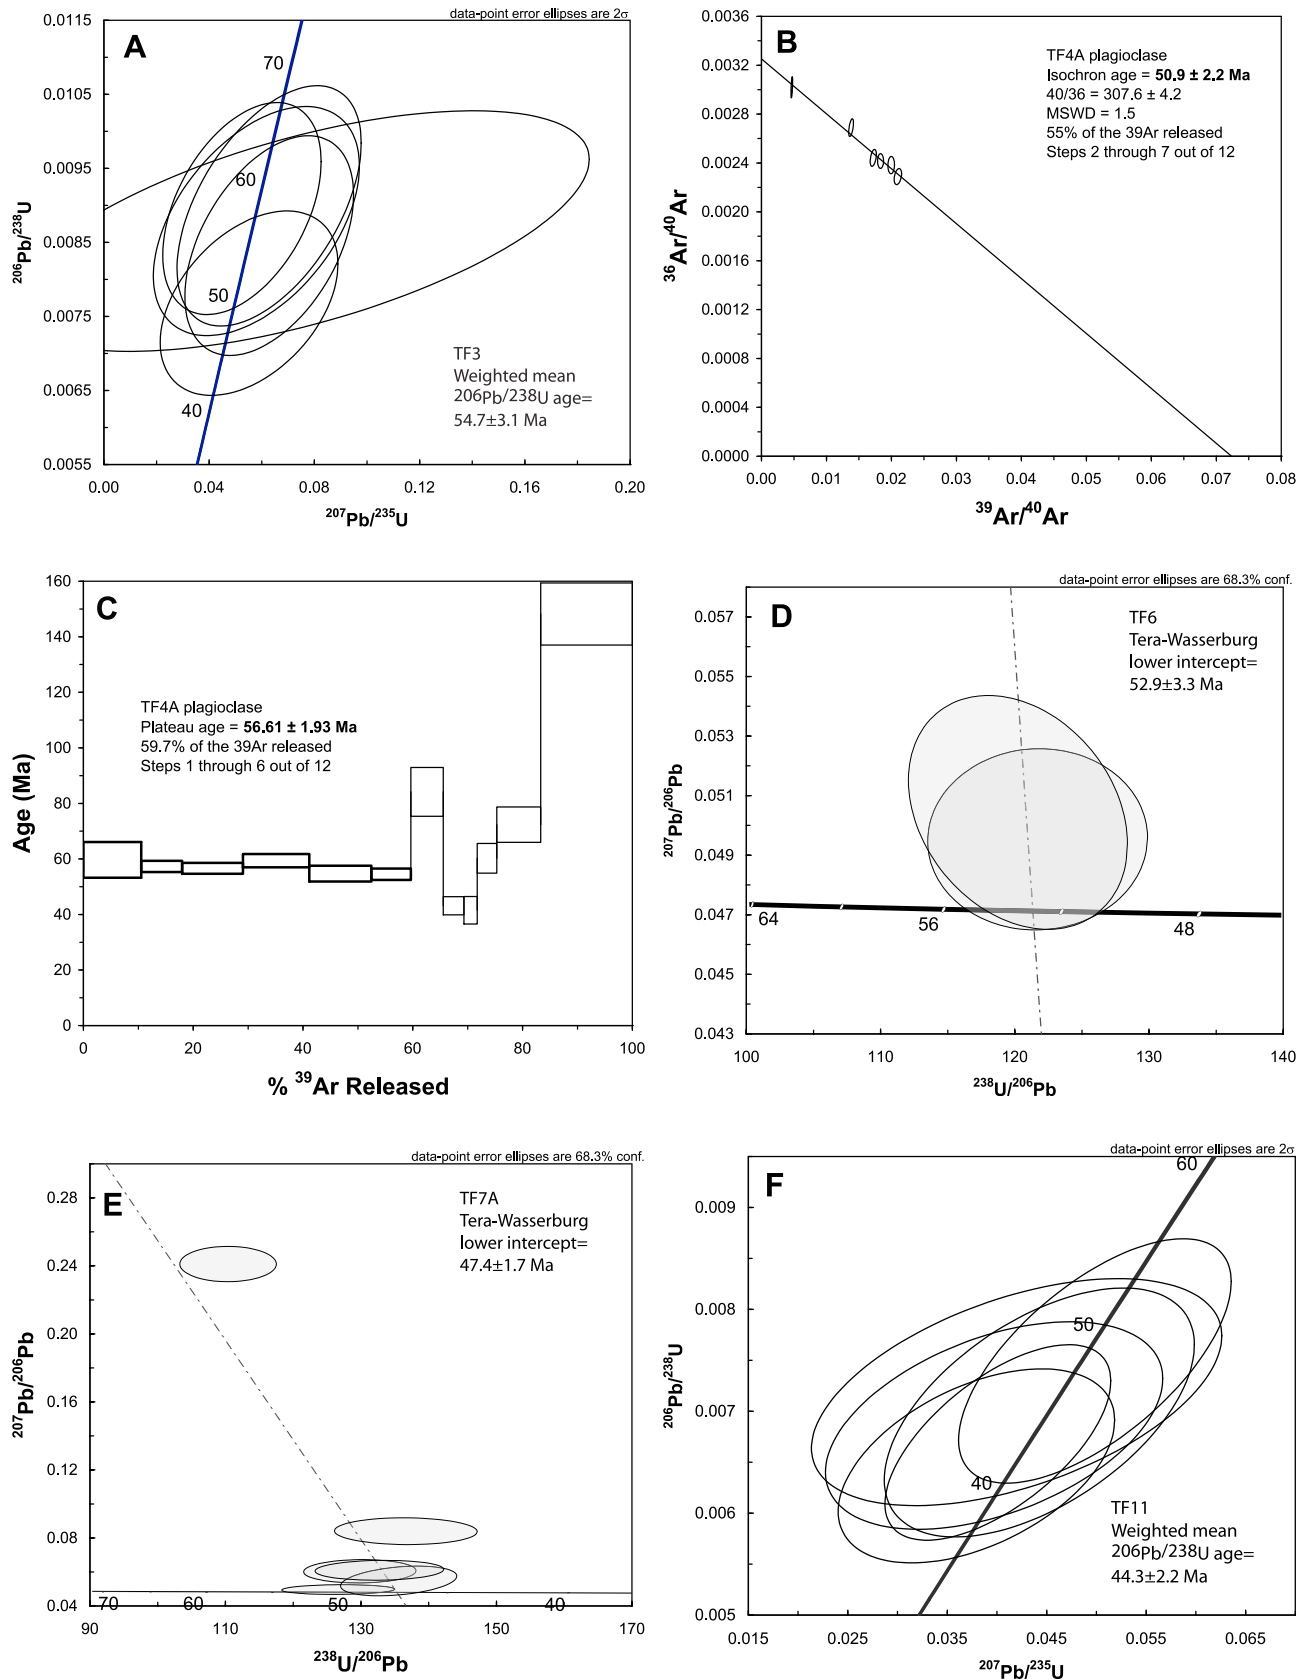 data-point error ellipses are 2σ
A
0.0115
0.0105
0.0095
0.0085
0.0075
0.0065
0.0055
206Pb/238U
70
60
50
40
TF3
Weighted mean
206Pb/238U age=
54.7±3.1 Ma
0.00 0.04 0.08 0.12 0.16 0.20
207Pb/235U
B
0.0036
0.0032
0.0028
0.0024
0.0020
0.0016
0.0012
0.0008
0.0004
0.0000
36Ar/40Ar
TF4A plagioclase
Isochron age = 50.9 ± 2.2 Ma
40/36 = 307.6 ± 4.2
MSWD = 1.5
55% of the 39Ar released
Steps 2 through 7 out of 12
0.00 0.01 0.02 0.03 0.04 0.05 0.06 0.07 0.08
39Ar/40Ar
C
160
140
120
100
80
60
40
20
0
Age (Ma)
TF4A plagioclase
Plateau age = 56.61 ± 1.93 Ma
59.7% of the 39Ar released
Steps 1 through 6 out of 12
0 20 40 60 80 100
% 39Ar Released
data-point error ellipses are 68.3% conf.
D
0.057
0.055
0.053
0.051
0.049
0.047
0.045
0.043
207Pb/206Pb
TF6
Tera-Wasserburg
lower intercept=
52.9±3.3 Ma
64 56 48
100 110 120 130 140
238U/206Pb
data-point error ellipses are 68.3% conf.
E
0.28
0.24
0.20
0.16
0.12
0.08
0.04
207Pb/206Pb
TF7A
Tera-Wasserburg
lower intercept=
47.4±1.7 Ma
70 60 50 40
90 110 130 150 170
238U/206Pb
data-point error ellipses are 2σ
F
0.009
0.008
0.007
0.006
0.005
206Pb/238U
60
50
40
TF11
Weighted mean
206Pb/238U age=
44.3±2.2 Ma
0.015 0.025 0.035 0.045 0.055 0.065
207Pb/235U